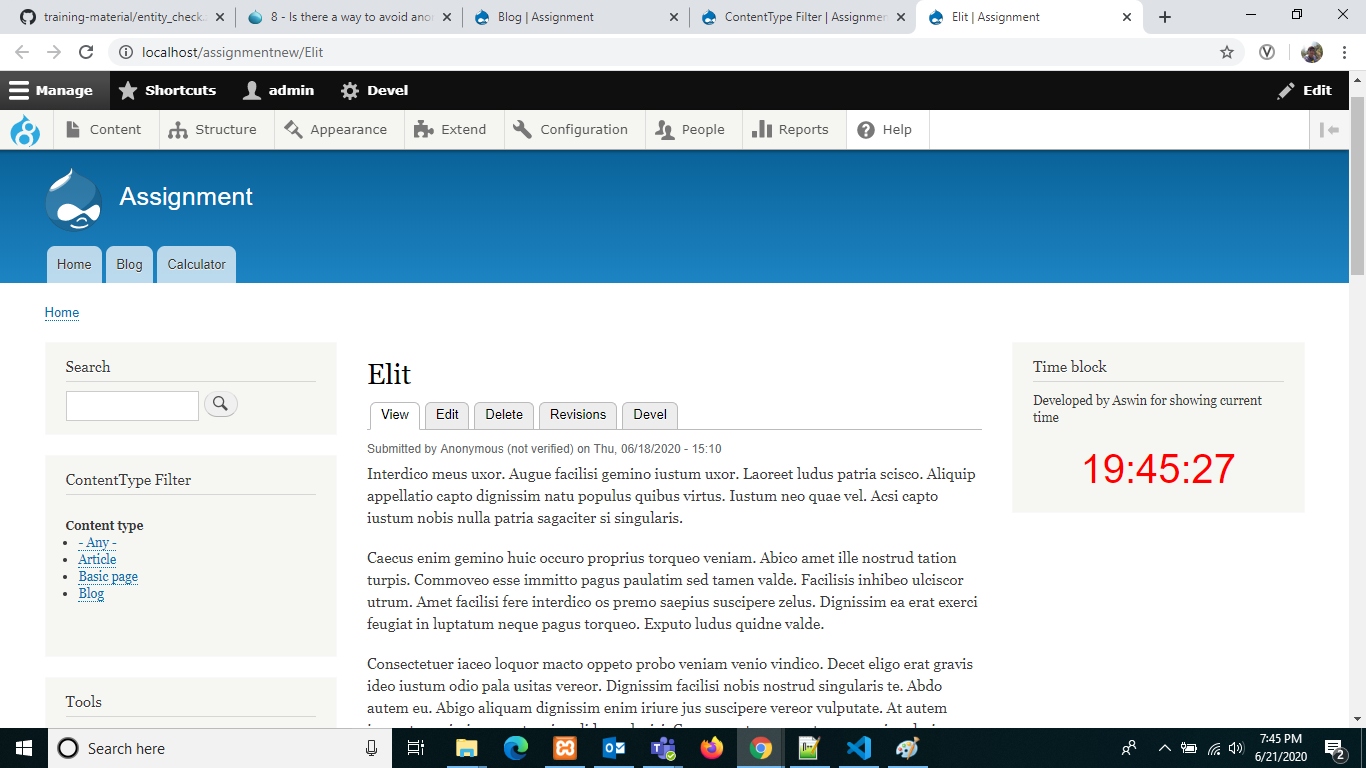 training-material/entity_check
8 - Is there a way to avoid anon
Blog | Assignment
ContentType Filter | Assignmen
Elit | Assignment
localhost/assignmentnew/Elit
Manage
Shortcuts
admin
Devel
Edit
Content
Structure
Appearance
Extend
Configuration
People
Reports
Help
Assignment
Home
Blog
Calculator
Home
Search
ContentType Filter
Content type
- Any -
Article
Basic page
Blog
Tools
Elit
View
Edit
Delete
Revisions
Devel
Submitted by Anonymous (not verified) on Thu, 06/18/2020 - 15:10
Interdico meus uxor. Augue facilisi gemino iustum uxor. Laoreet ludus patria scisco. Aliquip
appellatio capto dignissim natu populus quibus virtus. Iustum neo quae vel. Acsi capto
iustum nobis nulla patria sagaciter si singularis.
Caecus enim gemino huic occuro proprius torqueo veniam. Abico amet ille nostrud tation
turpis. Commoveo esse immitto pagus paulatim sed tamen valde. Facilisis inhibeo ulciscor
utrum. Amet facilisi fere interdico os premo saepius suscipere zelus. Dignissim ea erat exerci
feugiat in luptatum neque pagus torqueo. Exputo ludus quidne valde.
Consectetuer iaceo loquor macto oppeto probo veniam venio vindico. Decet eligo erat gravis
ideo iustum odio pala usitas vereor. Dignissim facilisi nobis nostrud singularis te. Abdo
autem eu. Abigo aliquam dignissim enim iriure jus suscipere vereor vulputate. At autem
Time block
Developed by Aswin for showing current
time
19:45:27
Search here
7:45 PM
6/21/2020
2